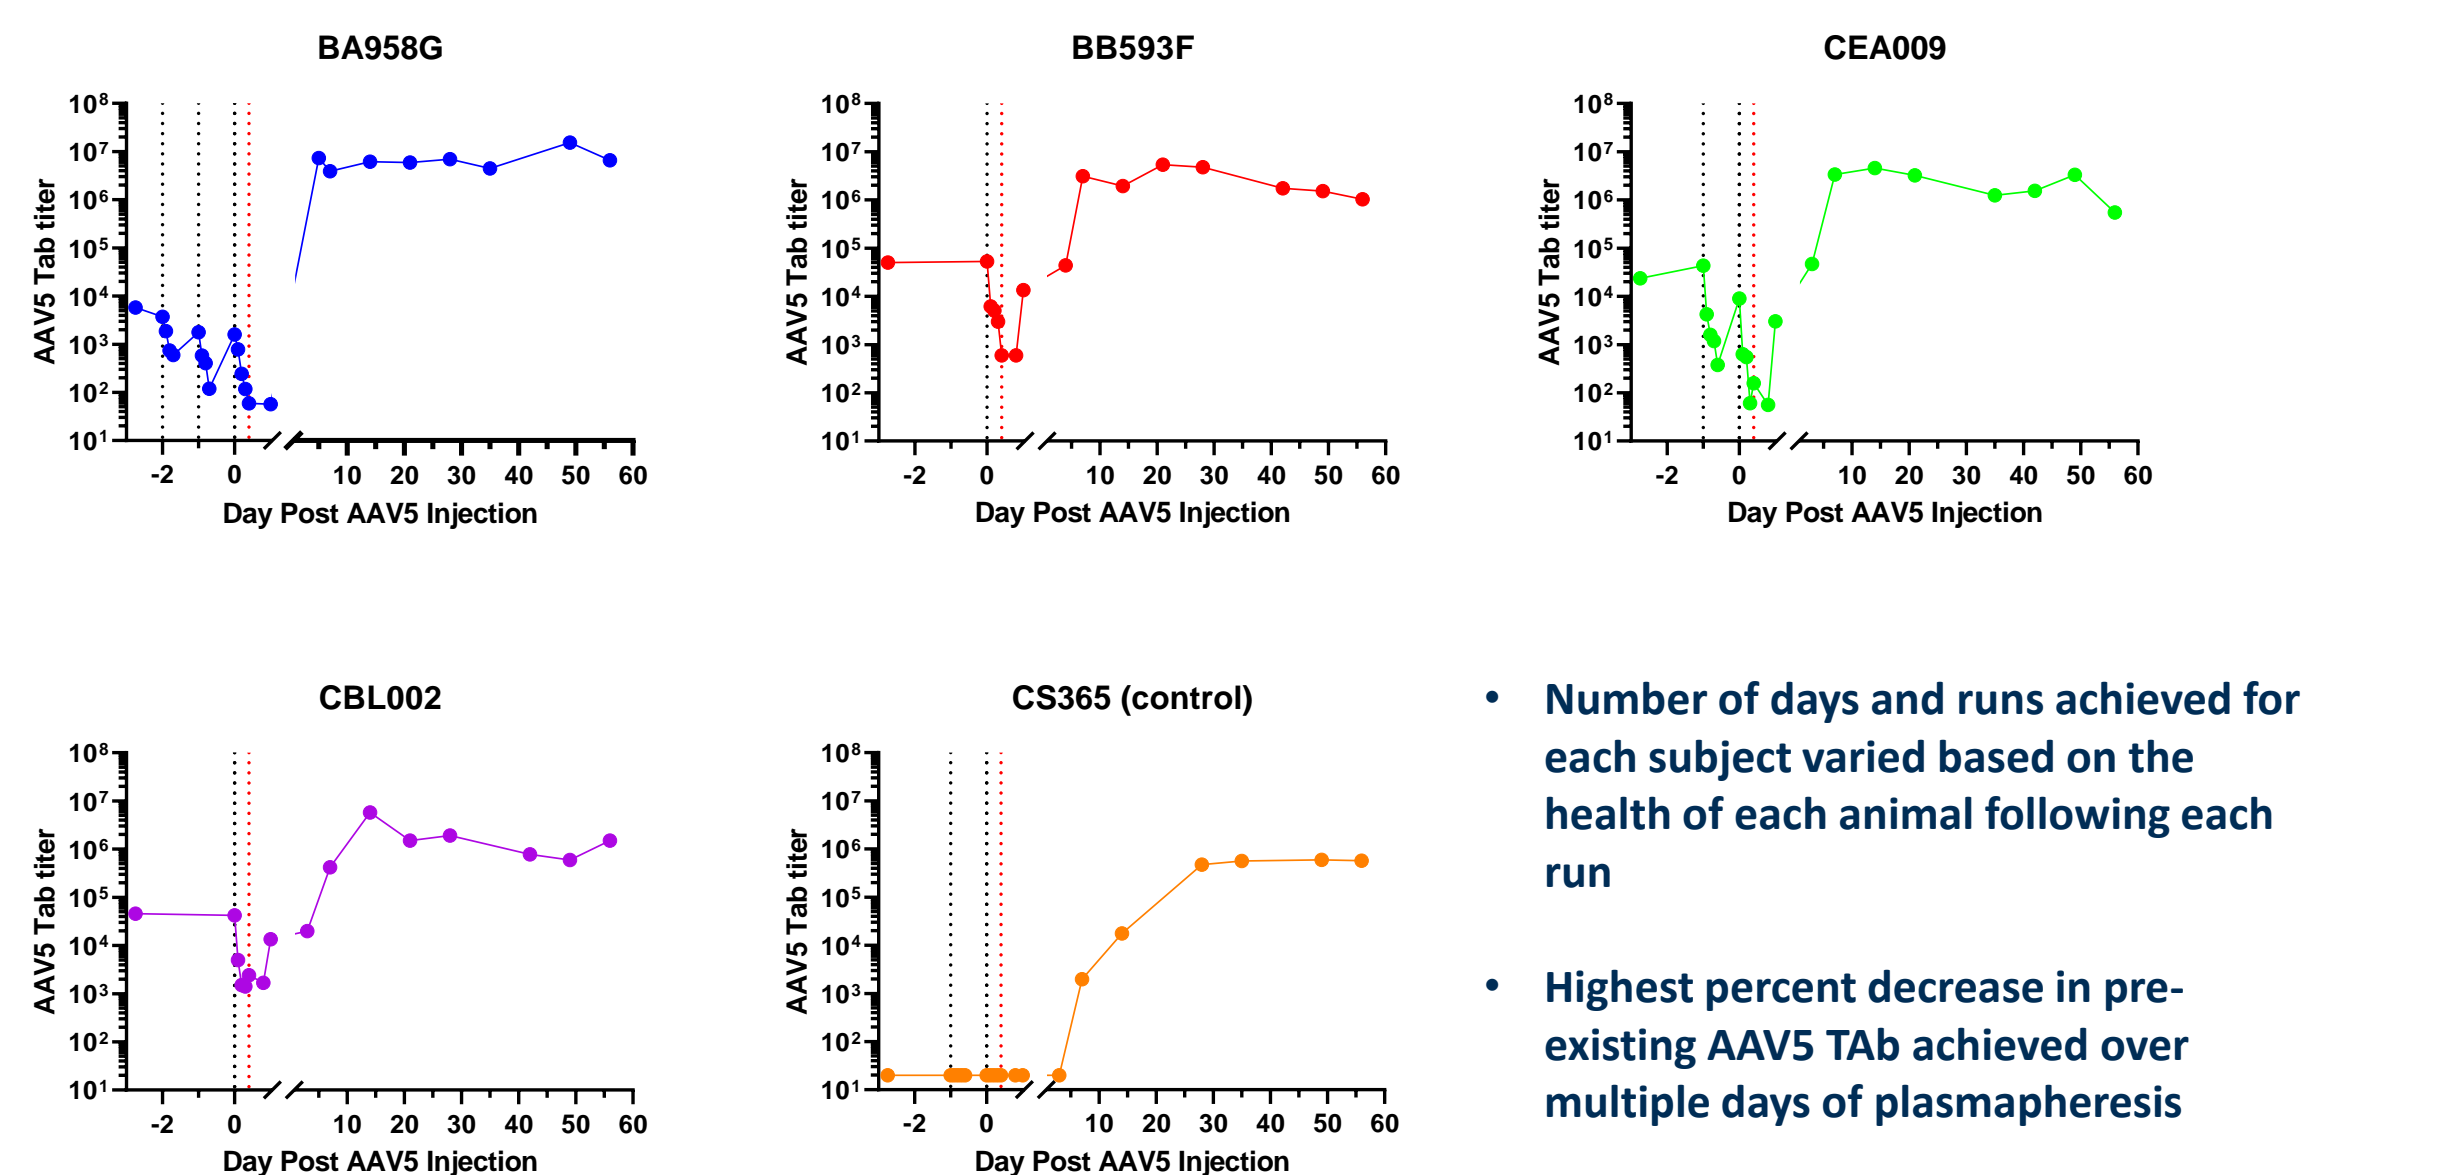 BA958G
10⁸
10⁷
10⁶
10⁵
10⁴
10³
10²
10¹
AAV5 Tab titer
-2 0 10 20 30 40 50 60
Day Post AAV5 Injection
BB593F
10⁸
10⁷
10⁶
10⁵
10⁴
10³
10²
10¹
AAV5 Tab titer
-2 0 10 20 30 40 50 60
Day Post AAV5 Injection
CEA009
10⁸
10⁷
10⁶
10⁵
10⁴
10³
10²
10¹
AAV5 Tab titer
-2 0 10 20 30 40 50 60
Day Post AAV5 Injection
CBL002
10⁸
10⁷
10⁶
10⁵
10⁴
10³
10²
10¹
AAV5 Tab titer
-2 0 10 20 30 40 50 60
Day Post AAV5 Injection
CS365 (control)
10⁸
10⁷
10⁶
10⁵
10⁴
10³
10²
10¹
AAV5 Tab titer
-2 0 10 20 30 40 50 60
Day Post AAV5 Injection
• Number of days and runs achieved for
each subject varied based on the
health of each animal following each
run
• Highest percent decrease in pre-
existing AAV5 TAb achieved over
multiple days of plasmapheresis